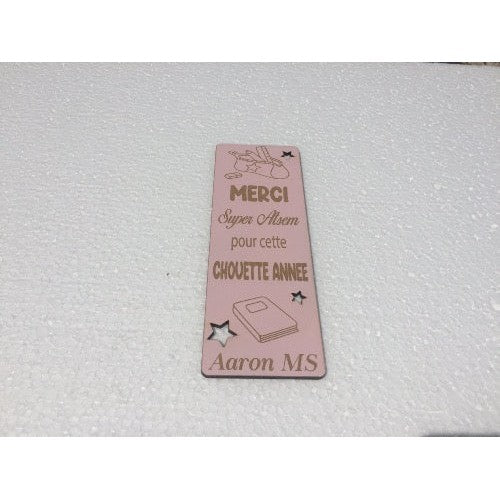 MERCI
Super Atsem
pour cette
CHOUETTE ANNEE
Aaron MS